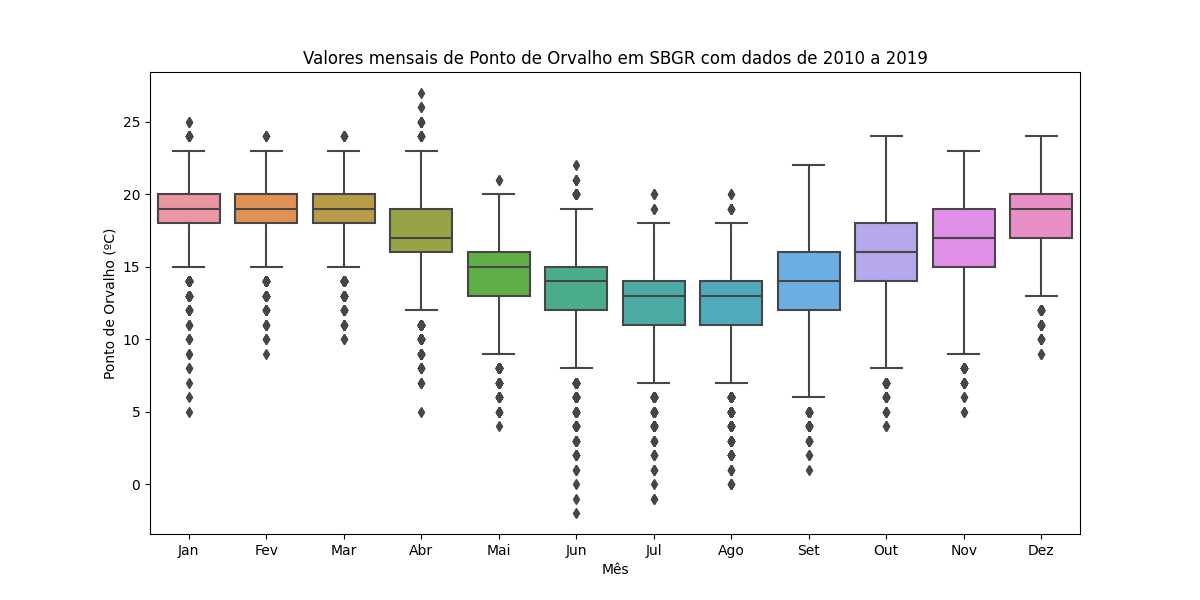 Valores mensais de Ponto de Orvalho em SBGR com dados de 2010 a 2019
Ponto de Orvalho (ºC)
25
20
15
10
5
0
Jan Fev Mar Abr Mai Jun Jul Ago Set Out Nov Dez
Mês